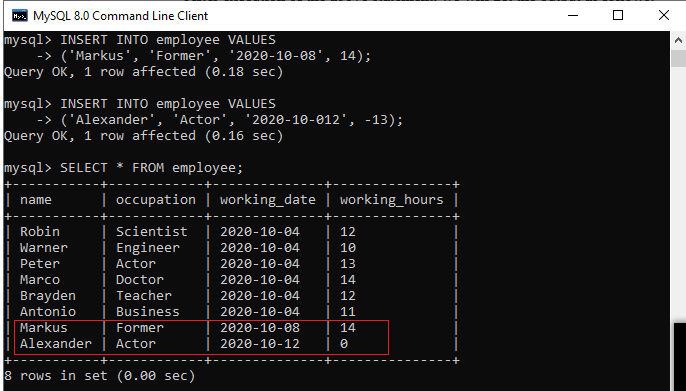 MySQL 8.0 Command Line Client
mysql> INSERT INTO employee VALUES
    -> ('Markus', 'Former', '2020-10-08', 14);
Query OK, 1 row affected (0.18 sec)
mysql> INSERT INTO employee VALUES
    -> ('Alexander', 'Actor', '2020-10-012', -13);
Query OK, 1 row affected (0.16 sec)
mysql> SELECT * FROM employee;
+-----------+------------+--------------+---------------+
| name      | occupation | working_date | working_hours |
+-----------+------------+--------------+---------------+
| Robin     | Scientist  | 2020-10-04   | 12            |
| Warner    | Engineer   | 2020-10-04   | 10            |
| Peter     | Actor      | 2020-10-04   | 13            |
| Marco     | Doctor     | 2020-10-04   | 14            |
| Brayden   | Teacher    | 2020-10-04   | 12            |
| Antonio   | Business   | 2020-10-04   | 11            |
| Markus    | Former     | 2020-10-08   | 14            |
| Alexander | Actor      | 2020-10-12   | 0             |
+-----------+------------+--------------+---------------+
8 rows in set (0.00 sec)